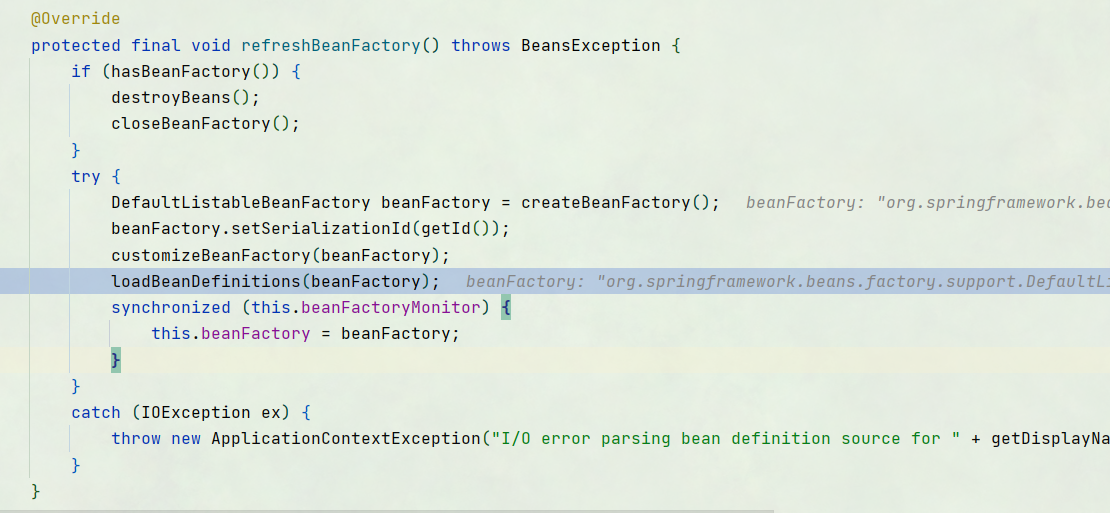 @Override
protected final void refreshBeanFactory() throws BeansException {
    if (hasBeanFactory()) {
        destroyBeans();
        closeBeanFactory();
    }
    try {
        DefaultListableBeanFactory beanFactory = createBeanFactory();   beanFactory: "org.springframework.bea
        beanFactory.setSerializationId(getId());
        customizeBeanFactory(beanFactory);
        loadBeanDefinitions(beanFactory);   beanFactory: "org.springframework.beans.factory.support.DefaultLi
        synchronized (this.beanFactoryMonitor) {
            this.beanFactory = beanFactory;
        }
    }
    catch (IOException ex) {
        throw new ApplicationContextException("I/O error parsing bean definition source for " + getDisplayNa
    }
}